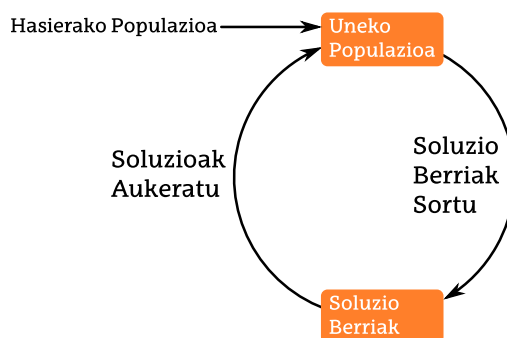 Hasierako Populazioa
Uneko
Populazioa
Soluzioak
Aukeratu
Soluzio
Berriak
Sortu
Soluzio
Berriak